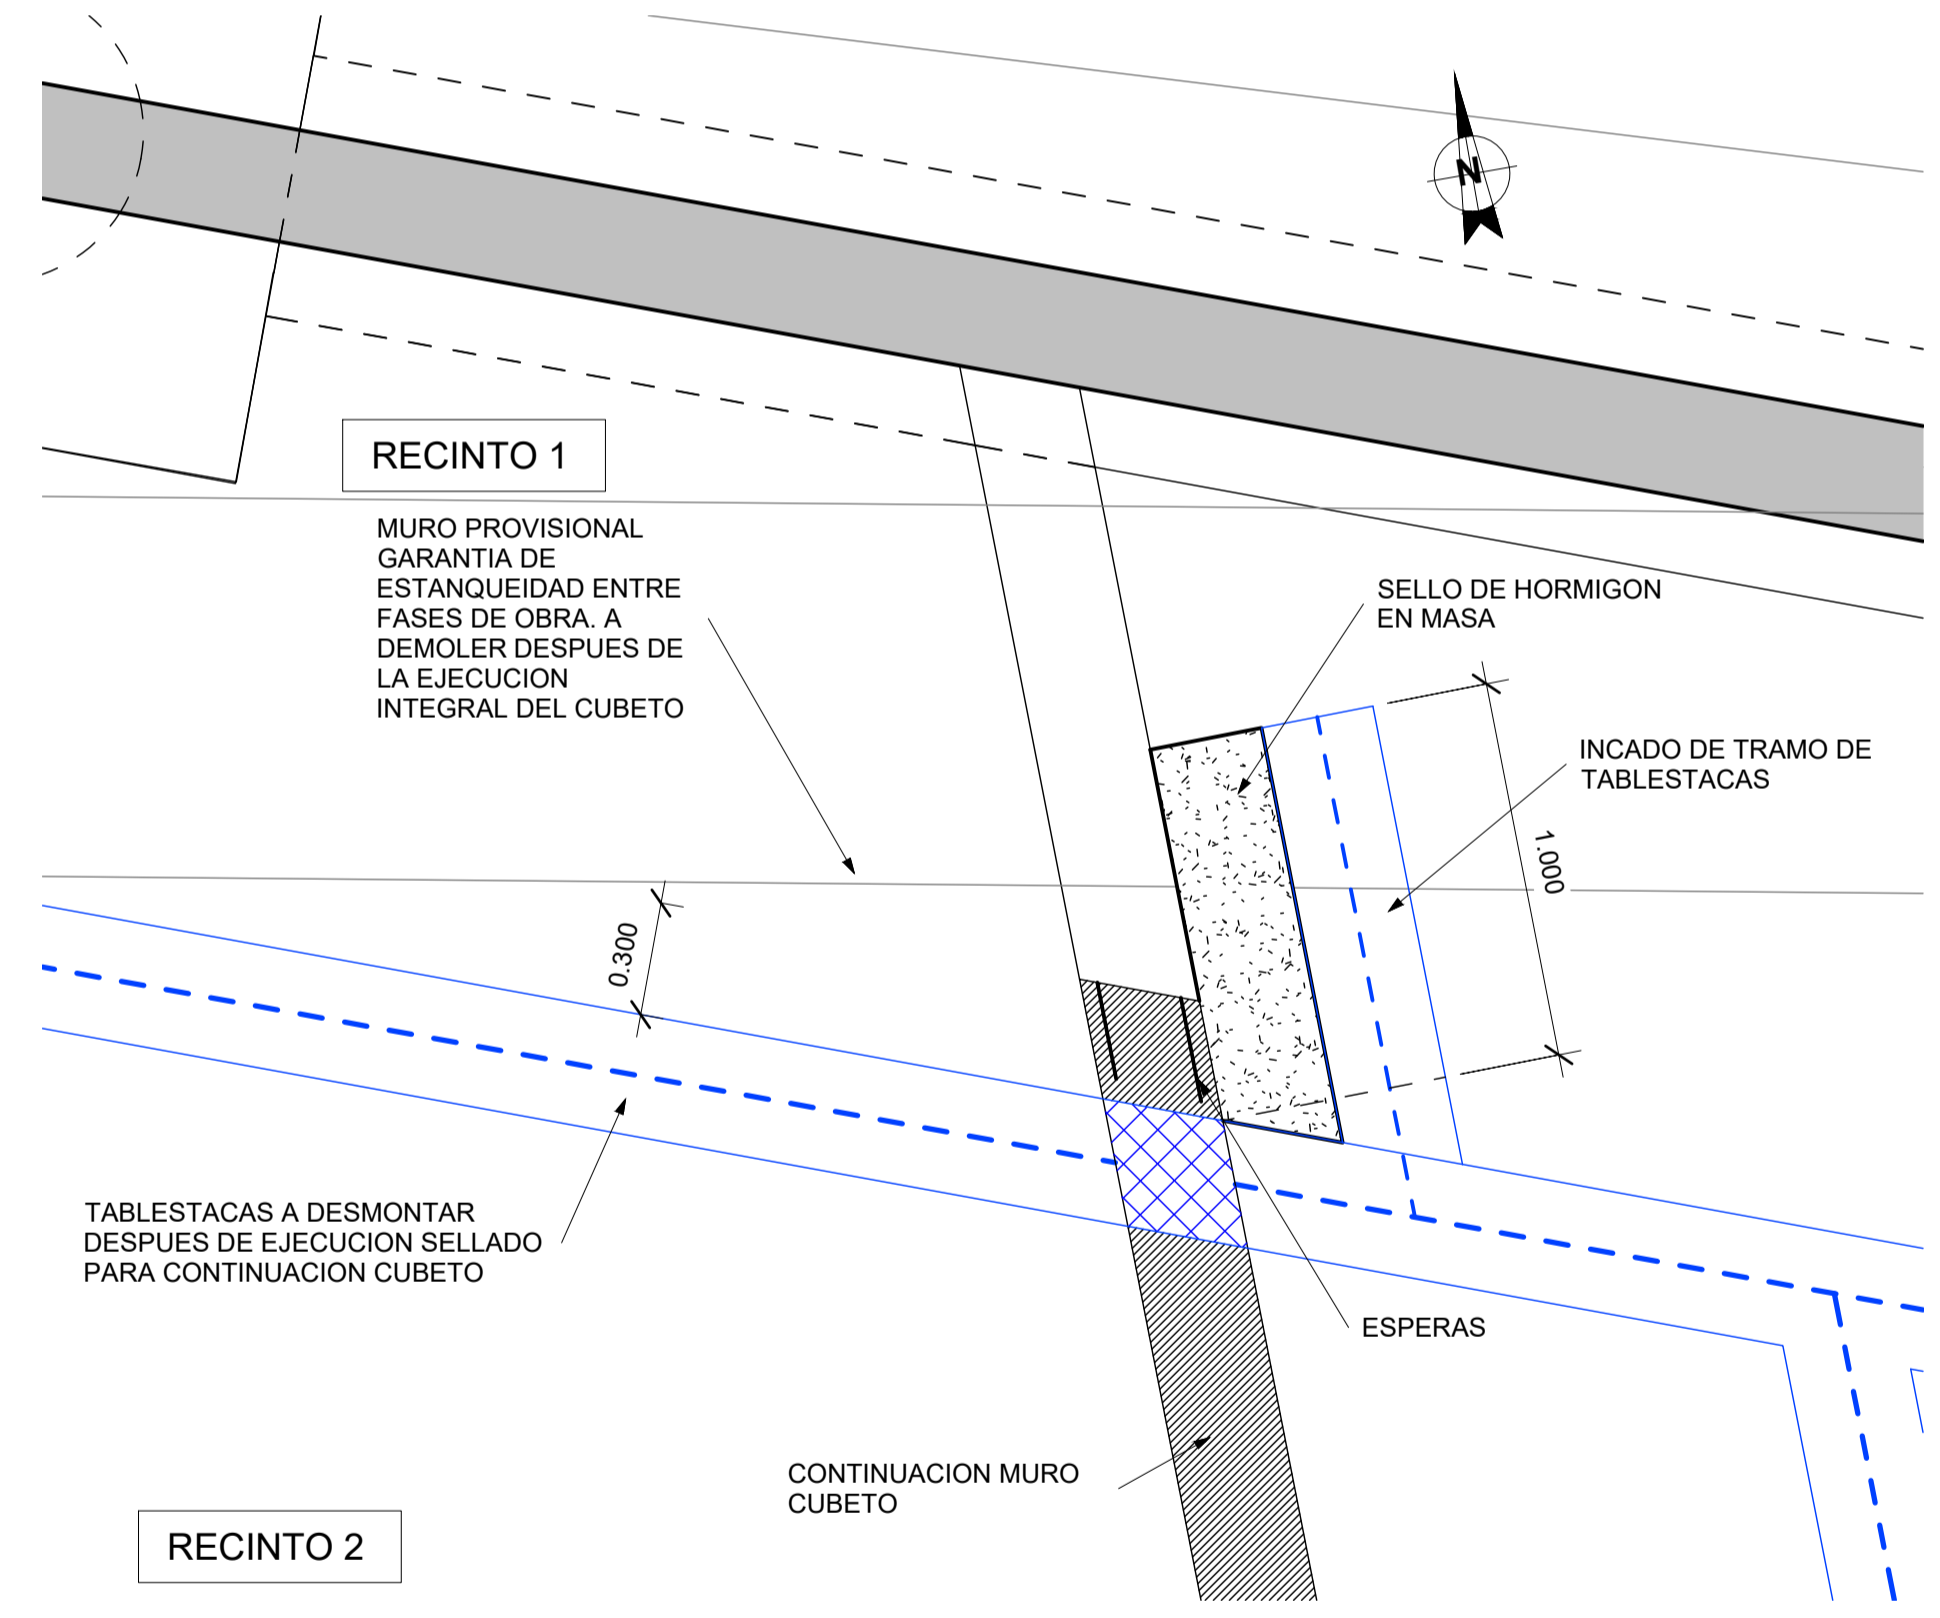 N
RECINTO 1
MURO PROVISIONAL
GARANTIA DE
ESTANQUEIDAD ENTRE
FASES DE OBRA. A
DEMOLER DESPUES DE
LA EJECUCION
INTEGRAL DEL CUBETO
SELLO DE HORMIGON
EN MASA
INCADO DE TRAMO DE
TABLESTACAS
1.000
0.300
TABLESTACAS A DESMONTAR
DESPUES DE EJECUCION SELLADO
PARA CONTINUACION CUBETO
ESPERAS
CONTINUACION MURO
CUBETO
RECINTO 2